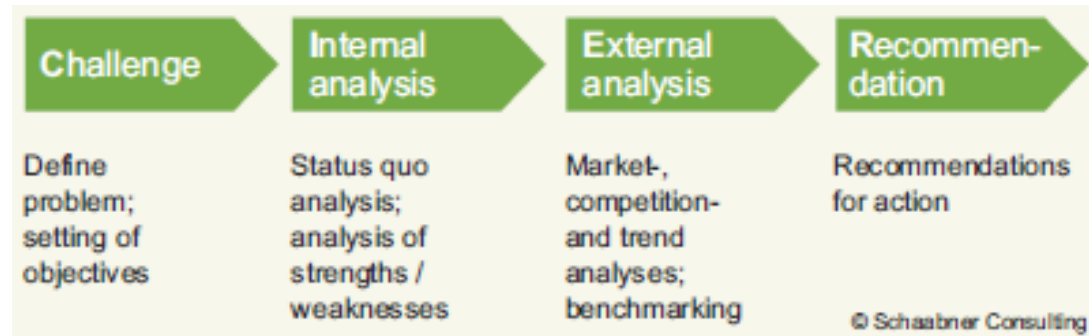 Challenge
Internal
analysis
External
analysis
Recommen-
dation
Define
problem;
setting of
objectives
Status quo
analysis;
analysis of
strengths /
weaknesses
Market-,
competition-
and trend
analyses;
benchmarking
Recommendations
for action
© Schaabner Consulting